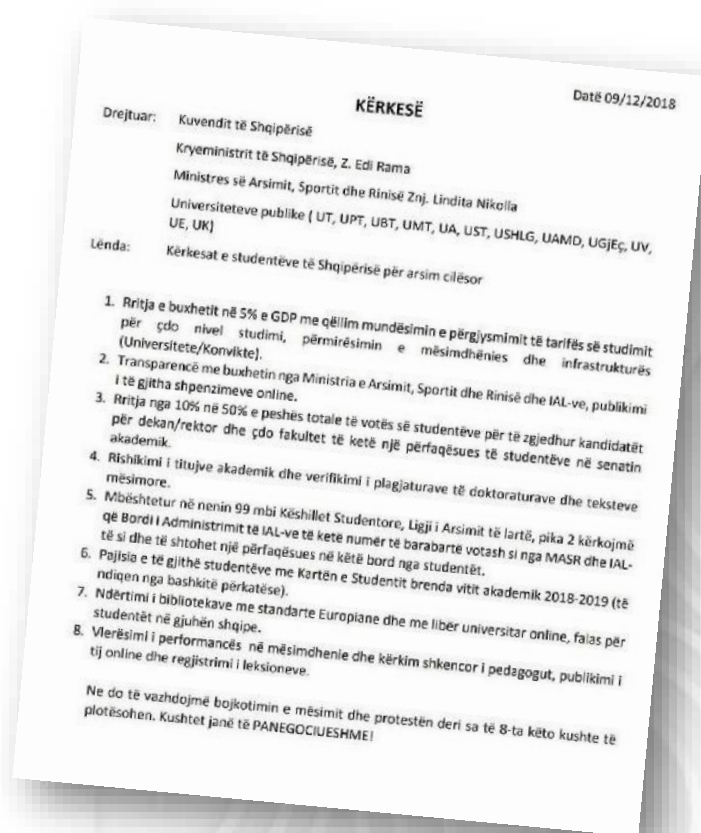 Datë 09/12/2018
KËRKESË
Drejtuar: Kuvendit të Shqipërisë
Kryeministrit të Shqipërisë, Z. Edi Rama
Ministres së Arsimit, Sportit dhe Rinisë Znj. Lindita Nikolla
Universiteteve publike ( UT, UPT, UBT, UMT, UA, UST, USHLG, UAMD, UGjEç, UV,
UE, UK)
Lënda: Kërkesat e studentëve të Shqipërisë për arsim cilësor
1. Rritja e buxhetit në 5% e GDP me qëllim mundësimin e përgjysmimit të tarifës së studimit
për çdo nivel studimi, përmirësimin e mësimdhënies dhe infrastrukturës
(Universitete/Konvikte).
2. Transparencë me buxhetin nga Ministria e Arsimit, Sportit dhe Rinisë dhe IAL-ve, publikimi
i të gjitha shpenzimeve online.
3. Rritja nga 10% në 50% e peshës totale të votës së studentëve për të zgjedhur kandidatët
për dekan/rektor dhe çdo fakultet të ketë një përfaqësues të studentëve në senatin
akademik.
4. Rishikimi i titujve akademik dhe verifikimi i plagjaturave të doktoraturave dhe teksteve
mësimore.
5. Mbështetur në nenin 99 mbi Këshillet Studentore, Ligji i Arsimit të lartë, pika 2 kërkojmë
që Bordi i Administrimit të IAL-ve të ketë numër të barabartë votash si nga MASR dhe IAL-
të si dhe të shtohet një përfaqësues në këtë bord nga studentët.
6. Pajisja e të gjithë studentëve me Kartën e Studentit brenda vitit akademik 2018-2019 (të
ndiqen nga bashkitë përkatëse).
7. Ndërtimi i bibliotekave me standarte Europiane dhe me libër universitar online, falas për
studentët në gjuhën shqipe.
8. Vlerësimi i performancës në mësimdhenie dhe kërkim shkencor i pedagogut, publikimi i
tij online dhe regjistrimi i leksioneve.
Ne do të vazhdojmë bojkotimin e mësimit dhe protestën deri sa të 8-ta këto kushte të
plotësohen. Kushtet janë të PANEGOCIUESHME!